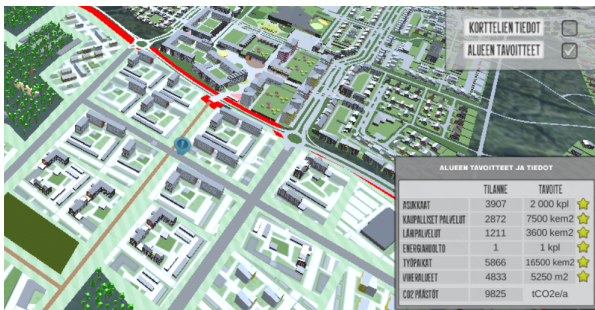 KORTTELIEN TIEDOT
ALUEEN TAVOITTEET
ALUEEN TAVOITTEET JA TIEDOT
TILANNE TAVOITE
ASUKKAAT 3907 2 000 kpl
KAUPALLISET PALVELUT 2872 7500 kem2
LÄHIPALVELUT 1211 3600 kem2
ENERGIAHUOLTO 1 1 kpl
TYÖPAIKAT 5866 16500 kem2
VIHERALUEET 4833 5250 m2
CO2 PÄÄSTÖT 9825 tCO2e/a